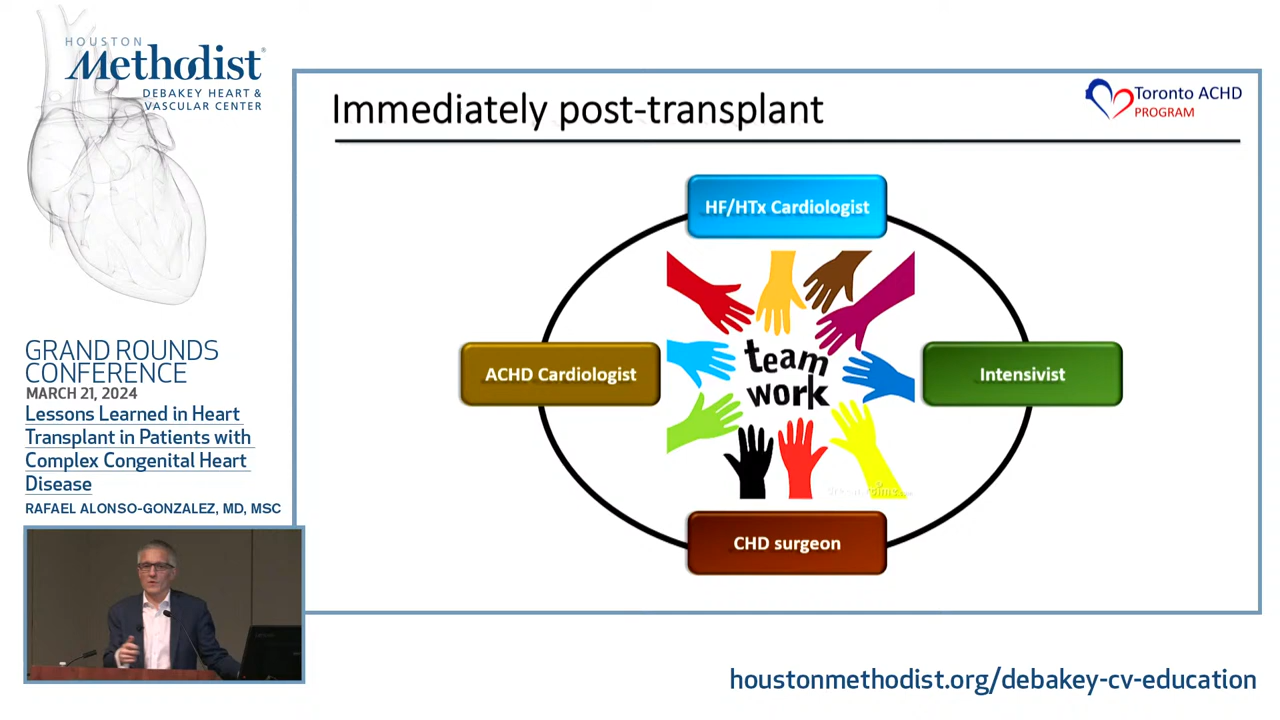 HOUSTON
Methodist®
DEBAKEY HEART &
VASCULAR CENTER
GRAND ROUNDS
CONFERENCE
MARCH 21, 2024
Lessons Learned in Heart
Transplant in Patients with
Complex Congenital Heart
Disease
RAFAEL ALONSO-GONZALEZ, MD, MSC
Immediately post-transplant
Toronto ACHD
PROGRAM
HF/HTx Cardiologist
ACHD Cardiologist
team
work
Intensivist
CHD surgeon
houstonmethodist.org/debakey-cv-education